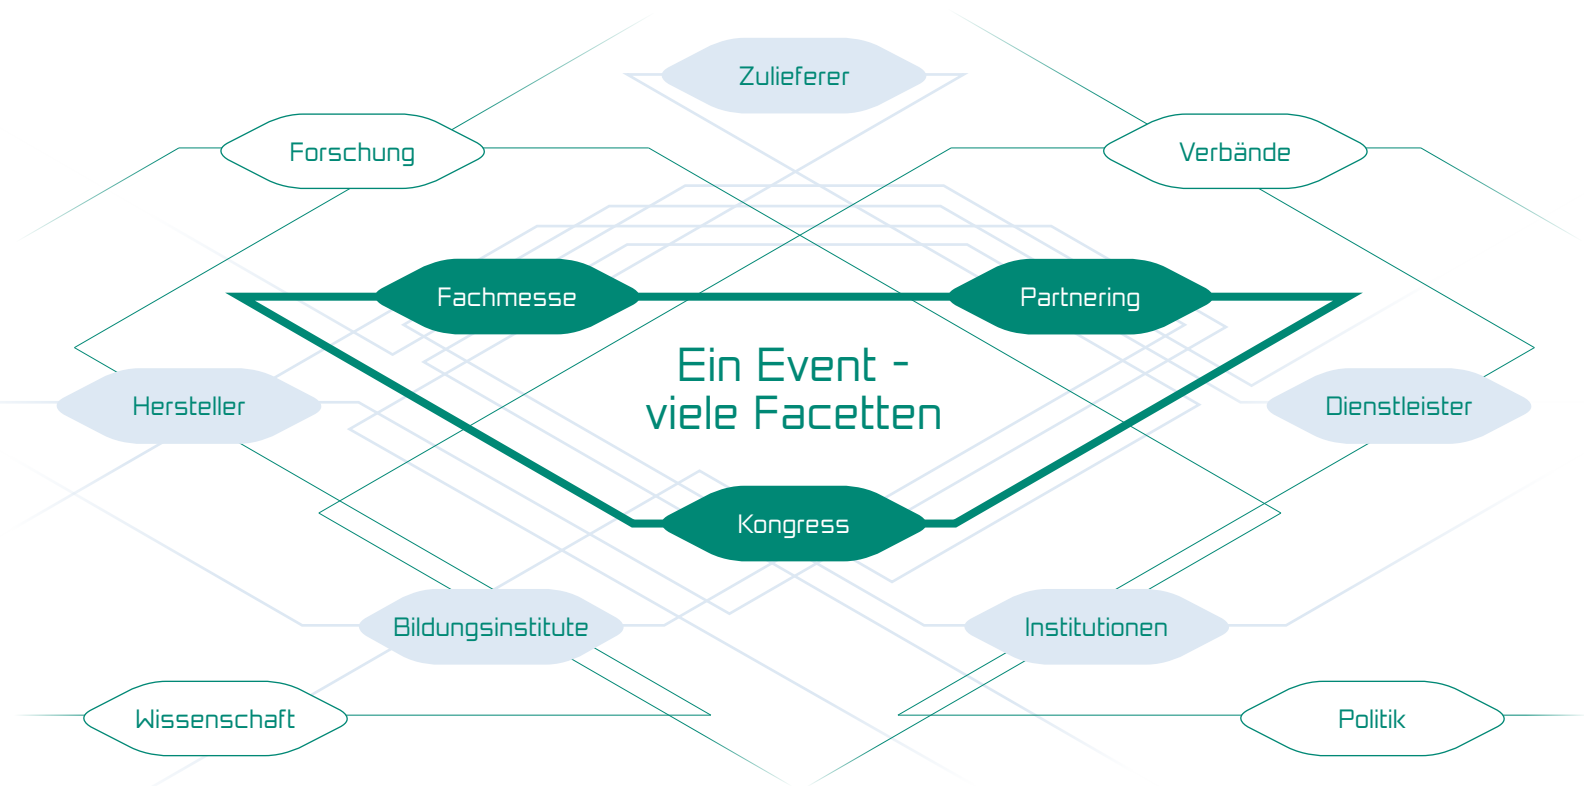 Zulieferer
Forschung
Verbände
Fachmesse
Partnering
Ein Event -
viele Facetten
Hersteller
Dienstleister
Kongress
Bildungsinstitute
Institutionen
Wissenschaft
Politik